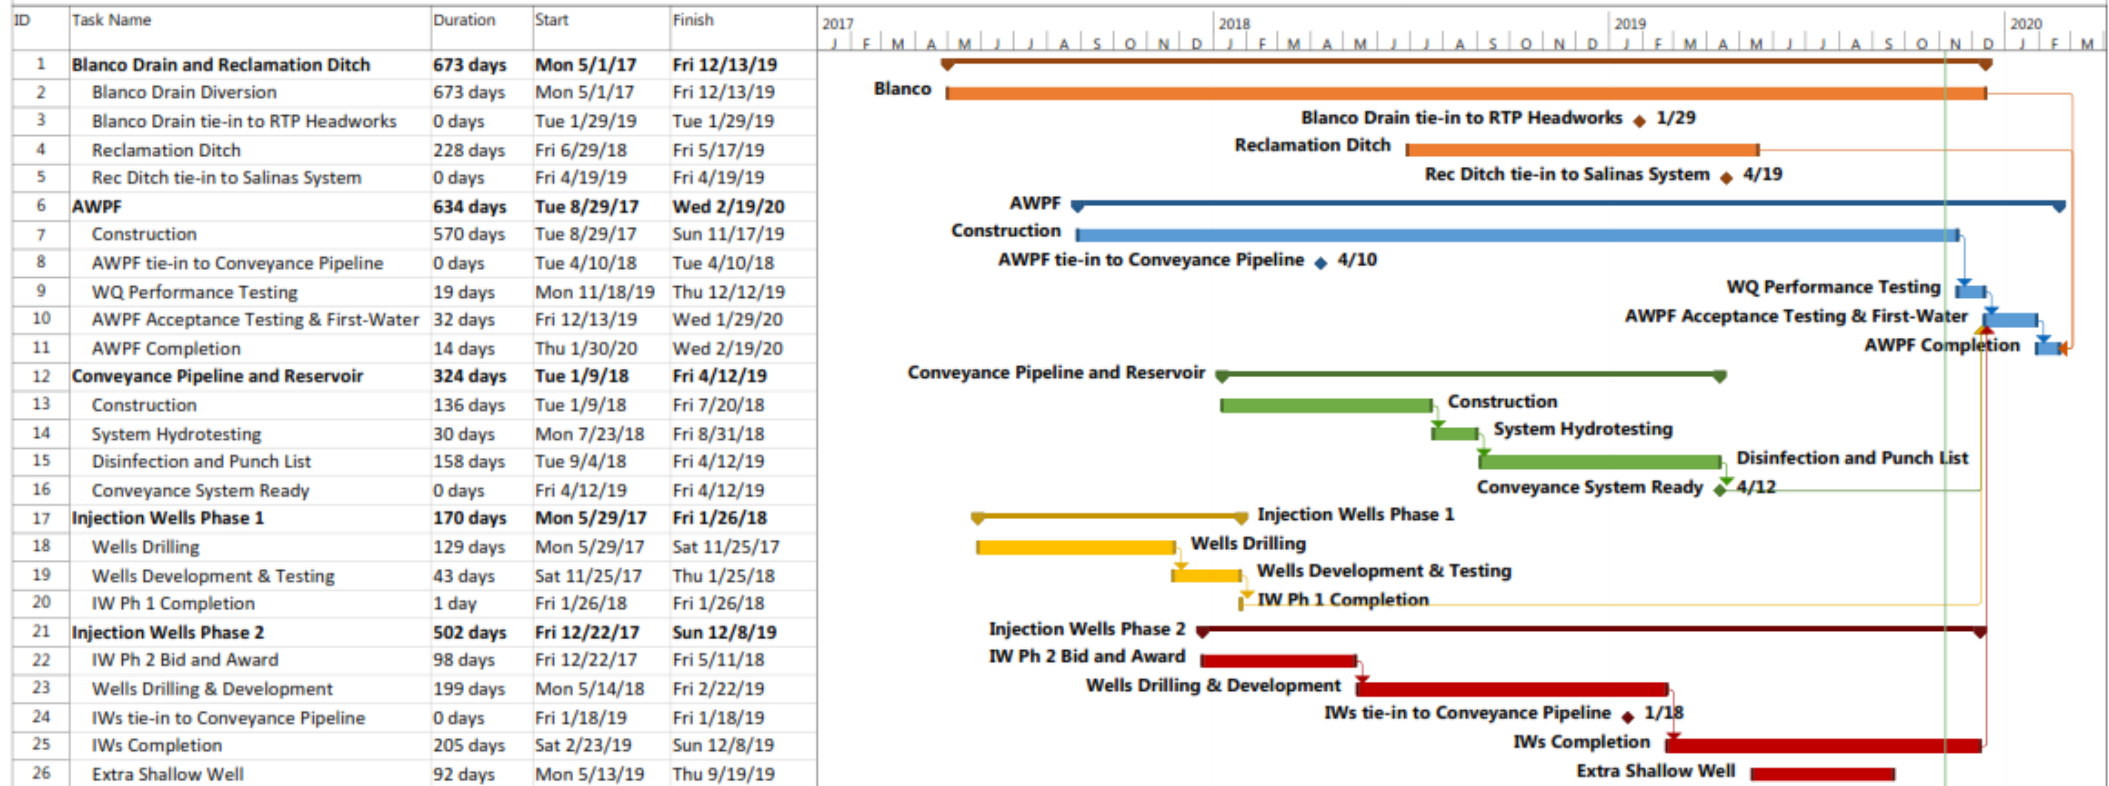 ID Task Name Duration Start Finish 2017 2018 2019 2020
J F M A M J J A S O N D J F M A M J J A S O N D J F M A M J J A S O N D J F M
1 Blanco Drain and Reclamation Ditch 673 days Mon 5/1/17 Fri 12/13/19
2 Blanco Drain Diversion 673 days Mon 5/1/17 Fri 12/13/19 Blanco
3 Blanco Drain tie-in to RTP Headworks 0 days Tue 1/29/19 Tue 1/29/19 Blanco Drain tie-in to RTP Headworks 1/29
4 Reclamation Ditch 228 days Fri 6/29/18 Fri 5/17/19 Reclamation Ditch
5 Rec Ditch tie-in to Salinas System 0 days Fri 4/19/19 Fri 4/19/19 Rec Ditch tie-in to Salinas System 4/19
6 AWPF 634 days Tue 8/29/17 Wed 2/19/20 AWPF
7 Construction 570 days Tue 8/29/17 Sun 11/17/19 Construction
8 AWPF tie-in to Conveyance Pipeline 0 days Tue 4/10/18 Tue 4/10/18 AWPF tie-in to Conveyance Pipeline 4/10
9 WQ Performance Testing 19 days Mon 11/18/19 Thu 12/12/19 WQ Performance Testing
10 AWPF Acceptance Testing & First-Water 32 days Fri 12/13/19 Wed 1/29/20 AWPF Acceptance Testing & First-Water
11 AWPF Completion 14 days Thu 1/30/20 Wed 2/19/20 AWPF Completion
12 Conveyance Pipeline and Reservoir 324 days Tue 1/9/18 Fri 4/12/19 Conveyance Pipeline and Reservoir
13 Construction 136 days Tue 1/9/18 Fri 7/20/18 Construction
14 System Hydrotesting 30 days Mon 7/23/18 Fri 8/31/18 System Hydrotesting
15 Disinfection and Punch List 158 days Tue 9/4/18 Fri 4/12/19 Disinfection and Punch List
16 Conveyance System Ready 0 days Fri 4/12/19 Fri 4/12/19 Conveyance System Ready 4/12
17 Injection Wells Phase 1 170 days Mon 5/29/17 Fri 1/26/18 Injection Wells Phase 1
18 Wells Drilling 129 days Mon 5/29/17 Sat 11/25/17 Wells Drilling
19 Wells Development & Testing 43 days Sat 11/25/17 Thu 1/25/18 Wells Development & Testing
20 IW Ph 1 Completion 1 day Fri 1/26/18 Fri 1/26/18 IW Ph 1 Completion
21 Injection Wells Phase 2 502 days Fri 12/22/17 Sun 12/8/19 Injection Wells Phase 2
22 IW Ph 2 Bid and Award 98 days Fri 12/22/17 Fri 5/11/18 IW Ph 2 Bid and Award
23 Wells Drilling & Development 199 days Mon 5/14/18 Fri 2/22/19 Wells Drilling & Development
24 IWs tie-in to Conveyance Pipeline 0 days Fri 1/18/19 Fri 1/18/19 IWs tie-in to Conveyance Pipeline 1/18
25 IWs Completion 205 days Sat 2/23/19 Sun 12/8/19 IWs Completion
26 Extra Shallow Well 92 days Mon 5/13/19 Thu 9/19/19 Extra Shallow Well